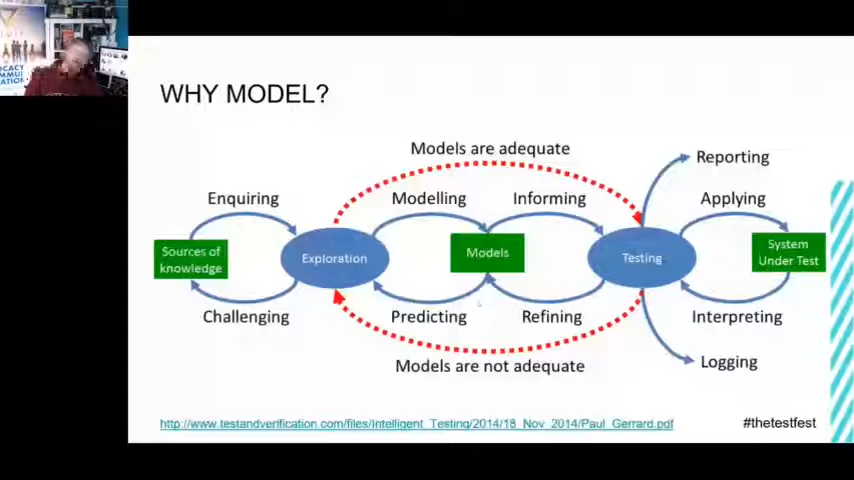 WHY MODEL?
Models are adequate
Reporting
Enquiring
Modelling
Informing
Applying
Sources of
knowledge
Exploration
Models
Testing
System
Under Test
Challenging
Predicting
Refining
Interpreting
Models are not adequate
Logging
http://www.testandverification.com/files/Intelligent_Testing/2014/18_Nov_2014/Paul_Gerrard.pdf
#thetestfest